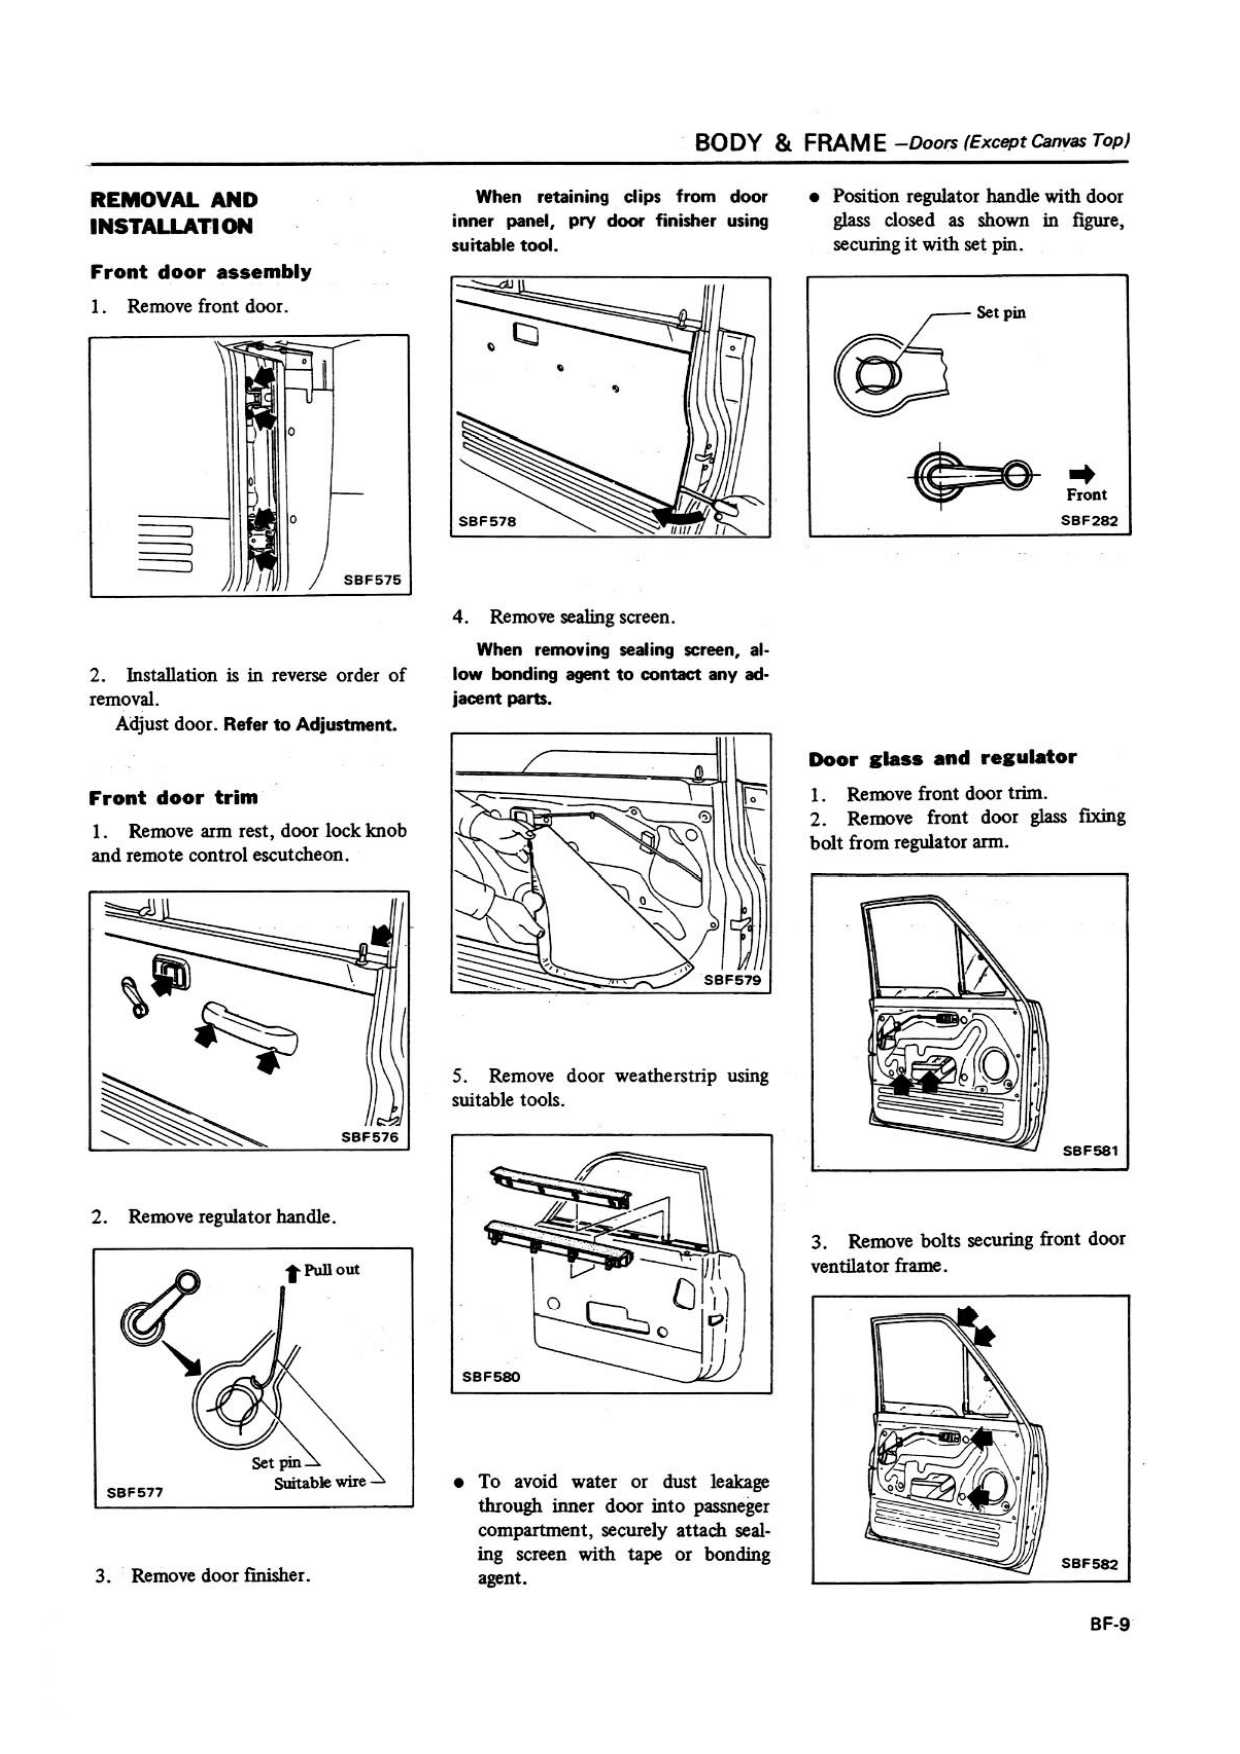 BODY & FRAME —Doors (Except Canvas Top)
REMOVAL AND
INSTALLATION
Front door assembly
1. Remove front door.
SBF575
2. Installation is in reverse order of
removal.
Adjust door. Refer to Adjustment.
Front door trim
1. Remove arm rest, door lock knob
and remote control escutcheon.
SBF576
2. Remove regulator handle.
Pull out
Set pin
Suitable wire
SBF577
3. Remove door finisher.
When retaining clips from door
inner panel, pry door finisher using
suitable tool.
SBF578
4. Remove sealing screen.
When removing sealing screen, al-
low bonding agent to contact any ad-
jacent parts.
SBF579
5. Remove door weatherstrip using
suitable tools.
SBF580
• To avoid water or dust leakage
through inner door into passneger
compartment, securely attach seal-
ing screen with tape or bonding
agent.
• Position regulator handle with door
glass closed as shown in figure,
securing it with set pin.
Set pin
Front
SBF282
Door glass and regulator
1. Remove front door trim.
2. Remove front door glass fixing
bolt from regulator arm.
SBF581
3. Remove bolts securing front door
ventilator frame.
SBF582
BF-9